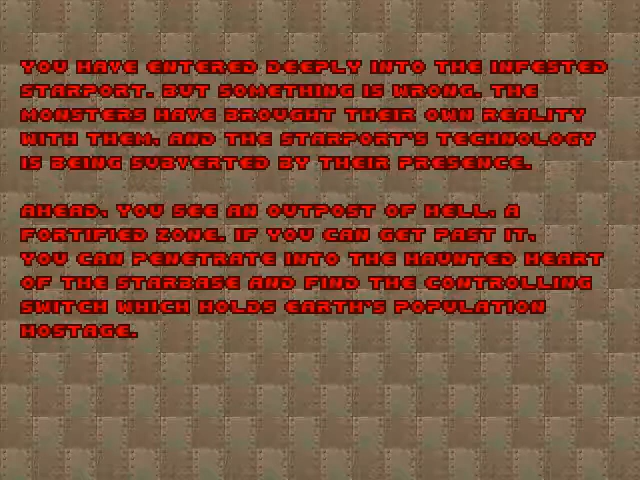 YOU HAVE ENTERED DEEPLY INTO THE INFESTED
STARPORT. BUT SOMETHING IS WRONG. THE
MONSTERS HAVE BROUGHT THEIR OWN REALITY
WITH THEM, AND THE STARPORT'S TECHNOLOGY
IS BEING SUBVERTED BY THEIR PRESENCE.

AHEAD, YOU SEE AN OUTPOST OF HELL, A
FORTIFIED ZONE. IF YOU CAN GET PAST IT,
YOU CAN PENETRATE INTO THE HAUNTED HEART
OF THE STARBASE AND FIND THE CONTROLLING
SWITCH WHICH HOLDS EARTH'S POPULATION
HOSTAGE.